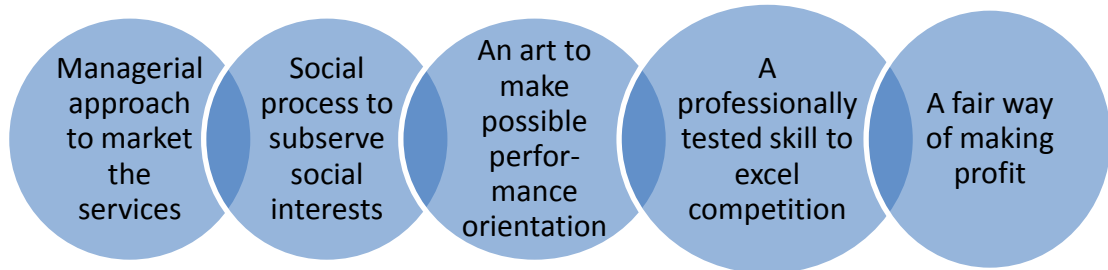 Managerial
approach
to market
the
services
Social
process to
subserve
social
interests
An art to
make
possible
perfor-
mance
orientation
A
professionally
tested skill to
excel
competition
A fair way
of making
profit